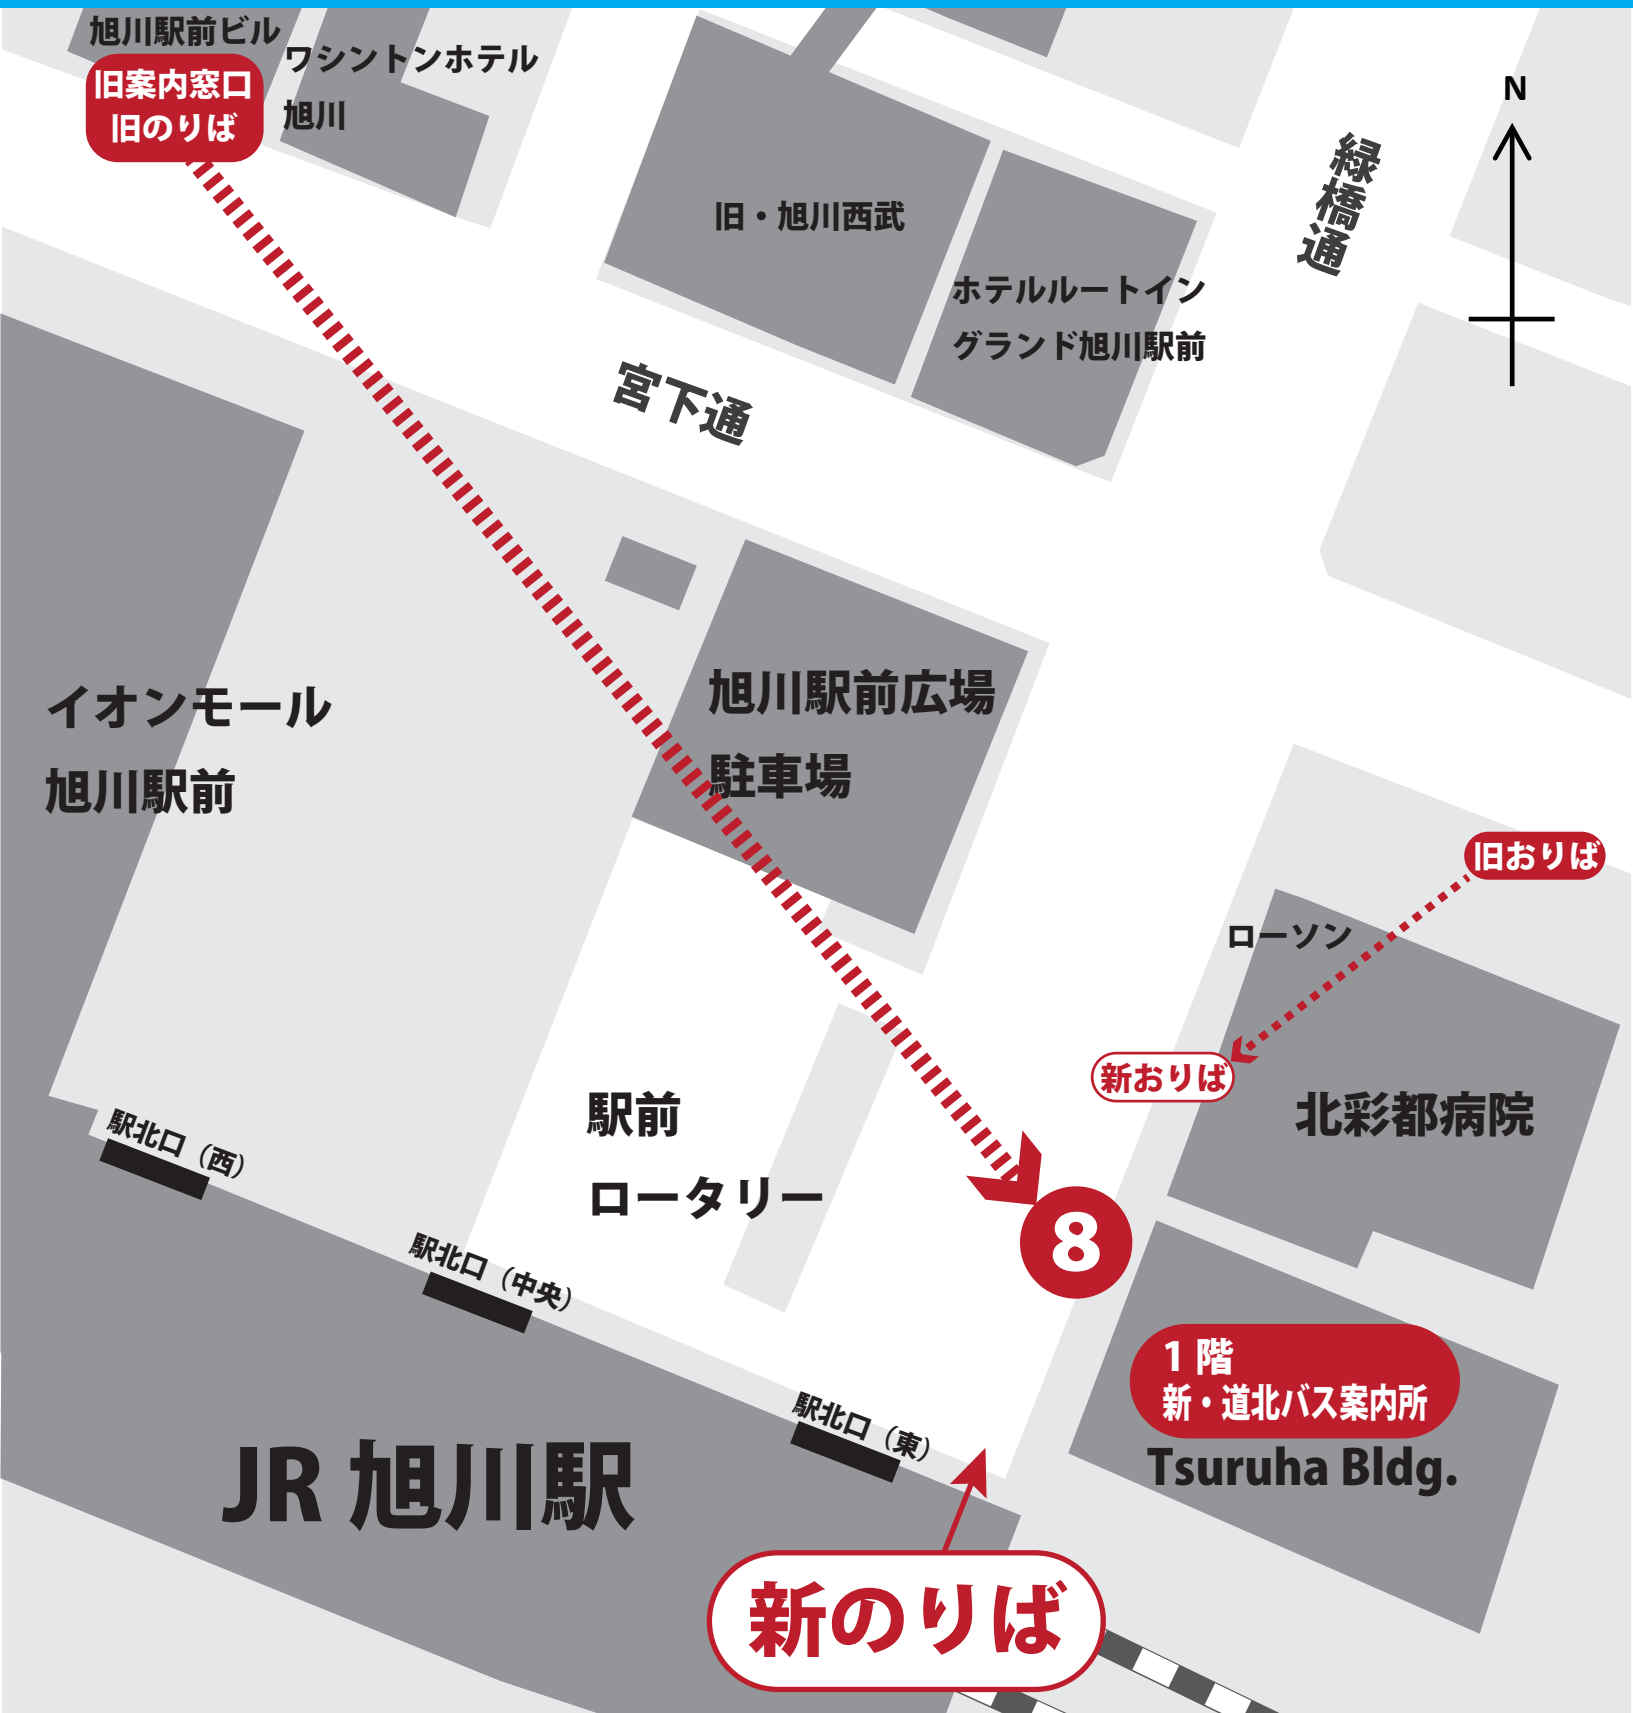 旭川駅前ビル
ワシントンホテル
旭川
旧案内窓口
旧のりば
N
緑橋通
旧・旭川西武
ホテルルートイン
グランド旭川駅前
宮下通
イオンモール
旭川駅前
旭川駅前広場
駐車場
旧おりば
ローソン
新おりば
北彩都病院
駅前
ロータリー
駅北口（西）
駅北口（中央）
駅北口（東）
8
1 階
新・道北バス案内所
Tsuruha Bldg.
JR 旭川駅
新のりば